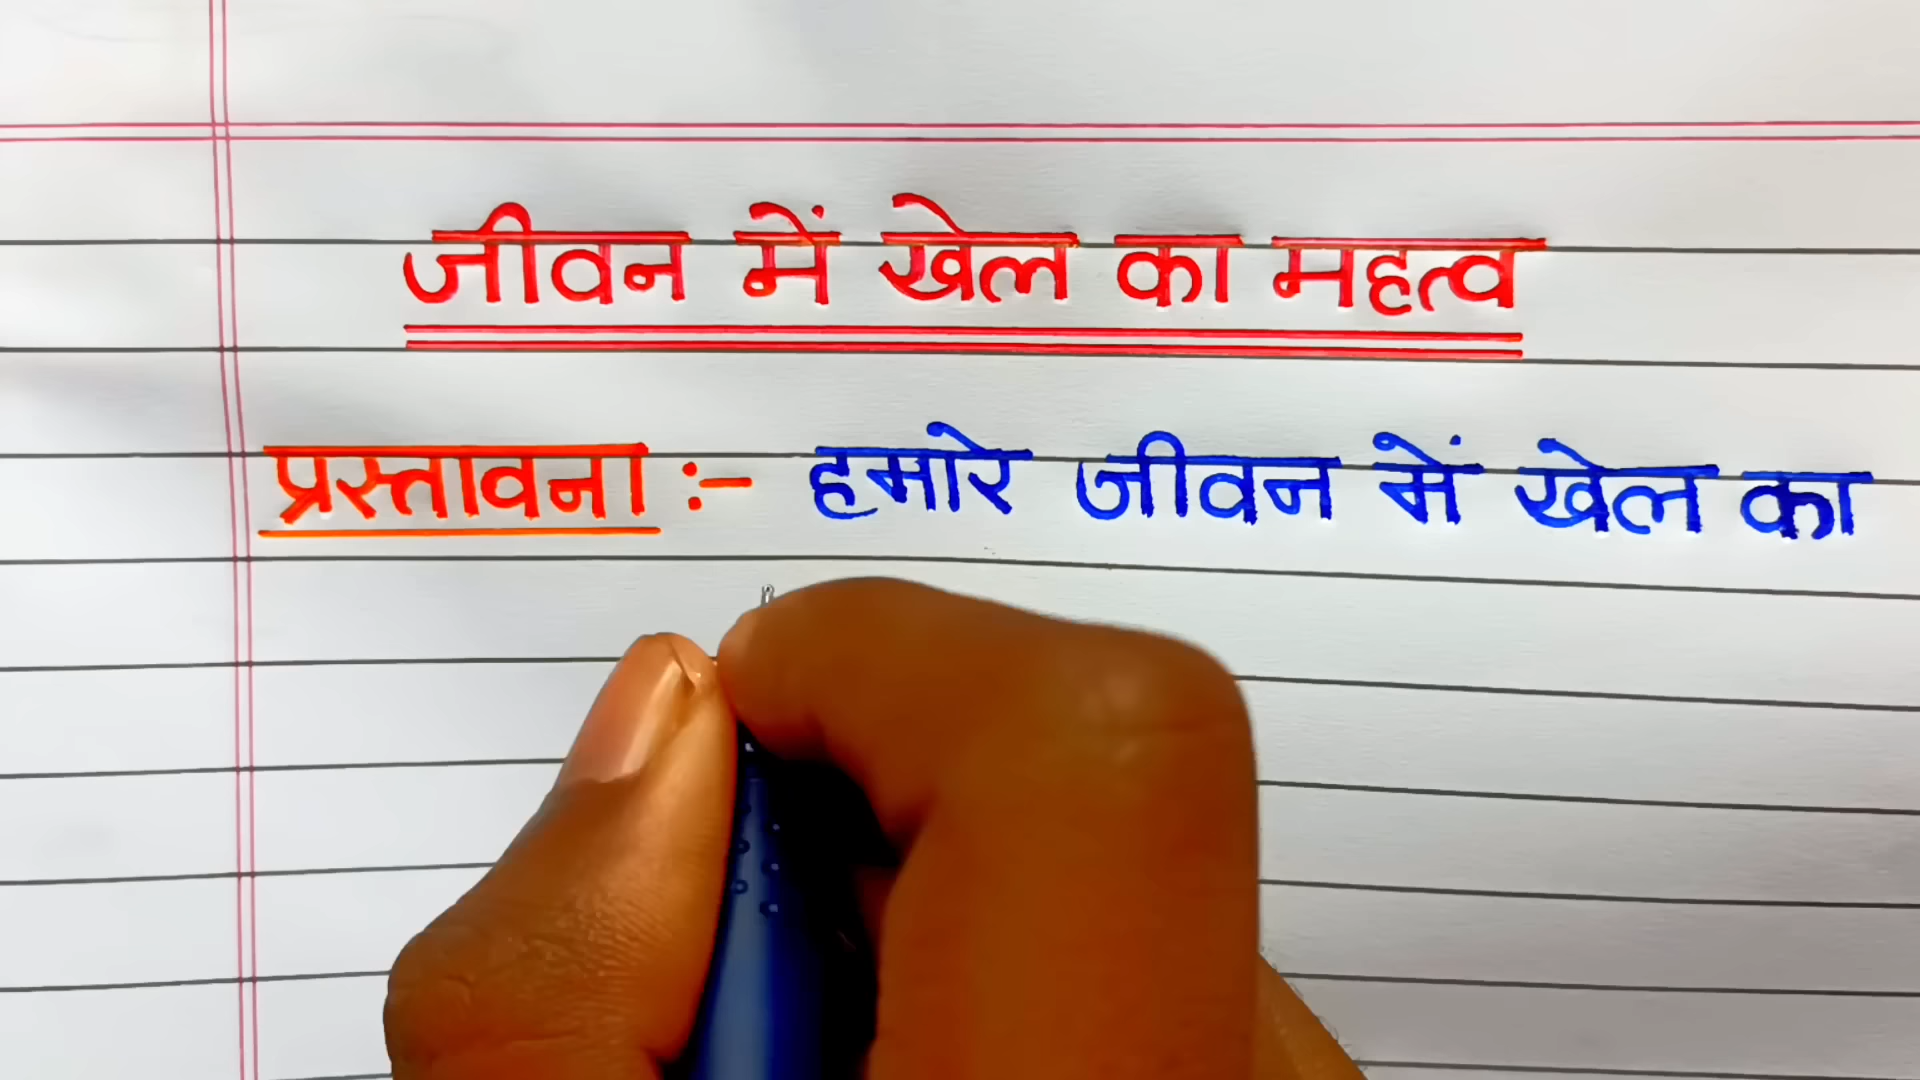 जीवन में खेल का महत्व
प्रस्तावना :- हमारे जीवन में खेल का